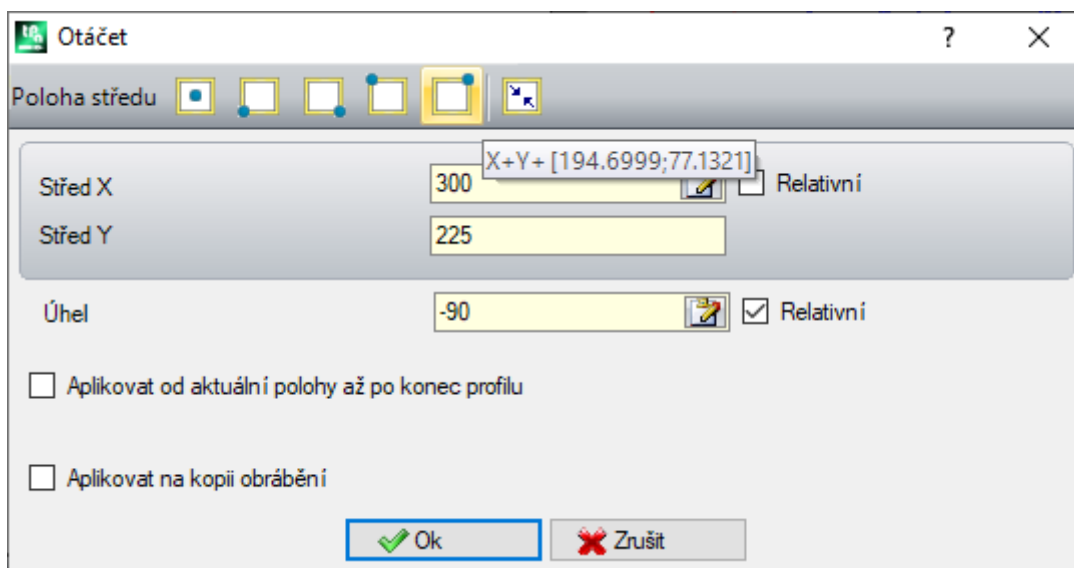 Otáčet ?
Poloha středu
X+Y+ [194.6999;77.1321]
Střed X 300 Relativní
Střed Y 225
Úhel -90 Relativní
Aplikovat od aktuální polohy až po konec profilu
Aplikovat na kopii obrábění
Ok Zrušit